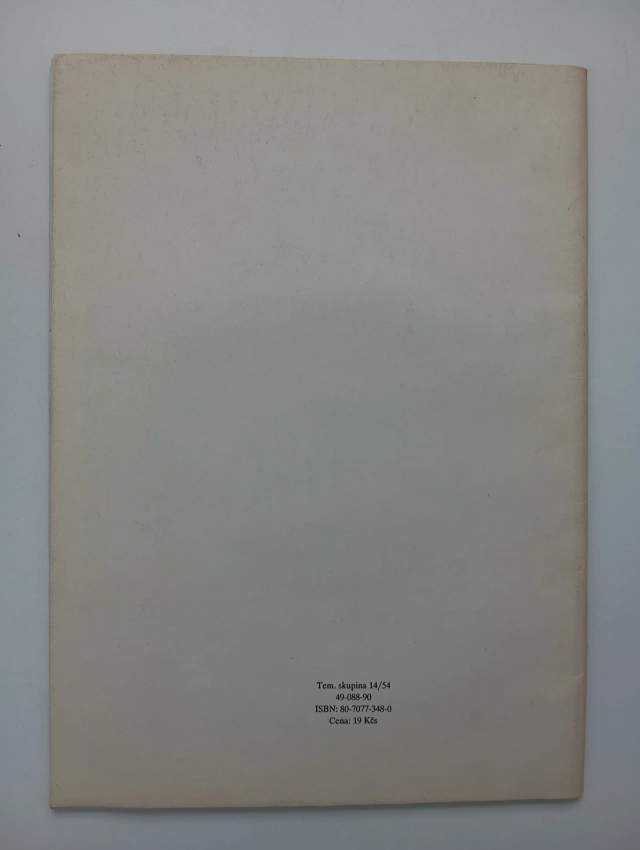 Tem. skupina 14/54
49-088-90
ISBN: 80-7077-348-0
Cena: 19 Kčs